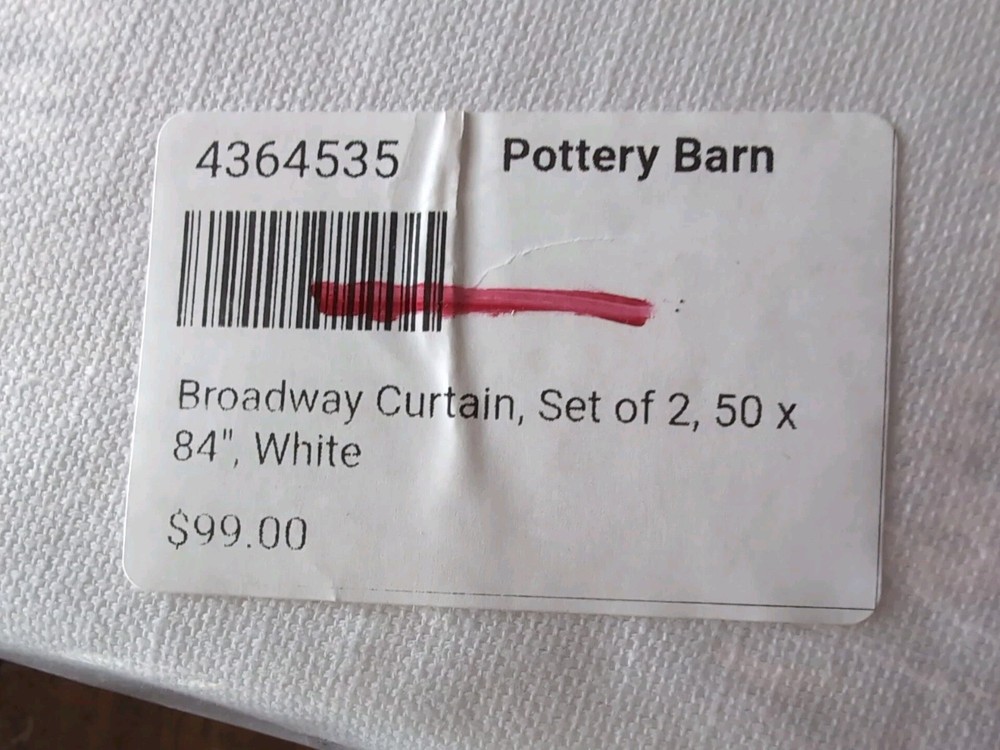 4364535 Pottery Barn
Broadway Curtain, Set of 2, 50 x
84", White
$99.00